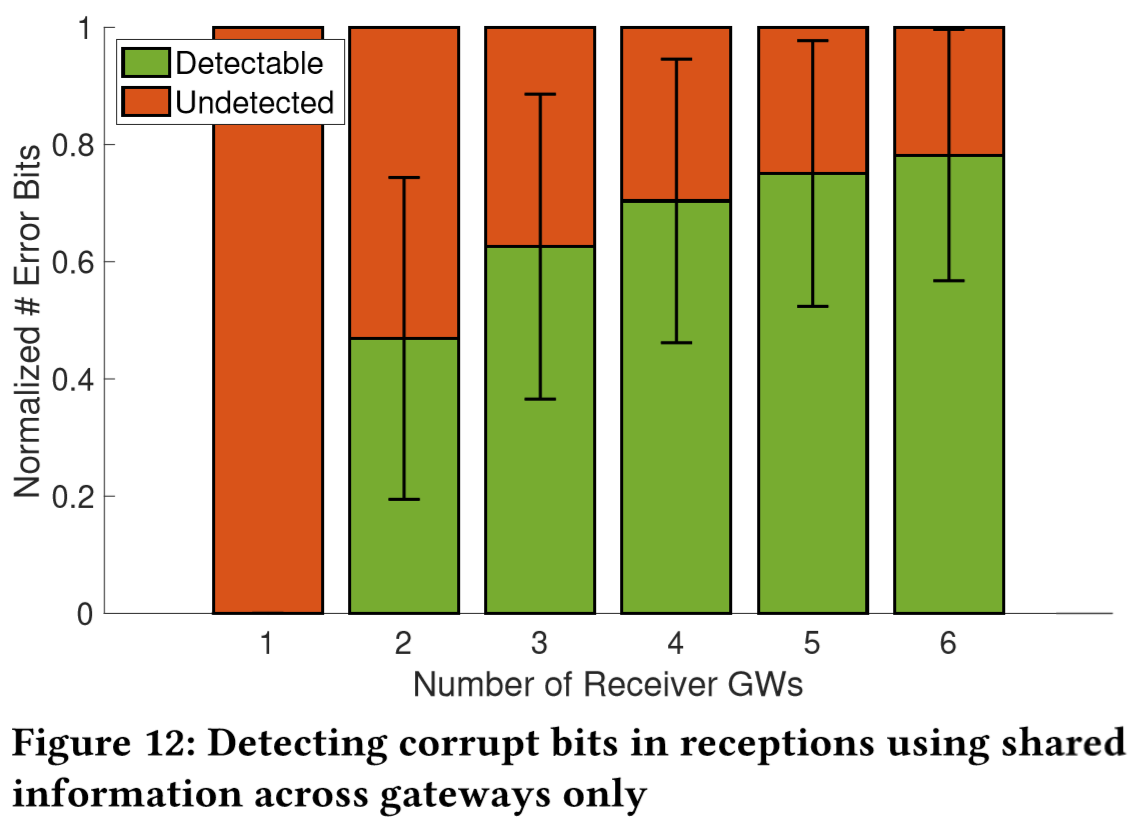 1
Detectable
Undetected
0.8
0.6
0.4
0.2
0
Normalized # Error Bits
1 2 3 4 5 6
Number of Receiver GWs
Figure 12: Detecting corrupt bits in receptions using shared
information across gateways only